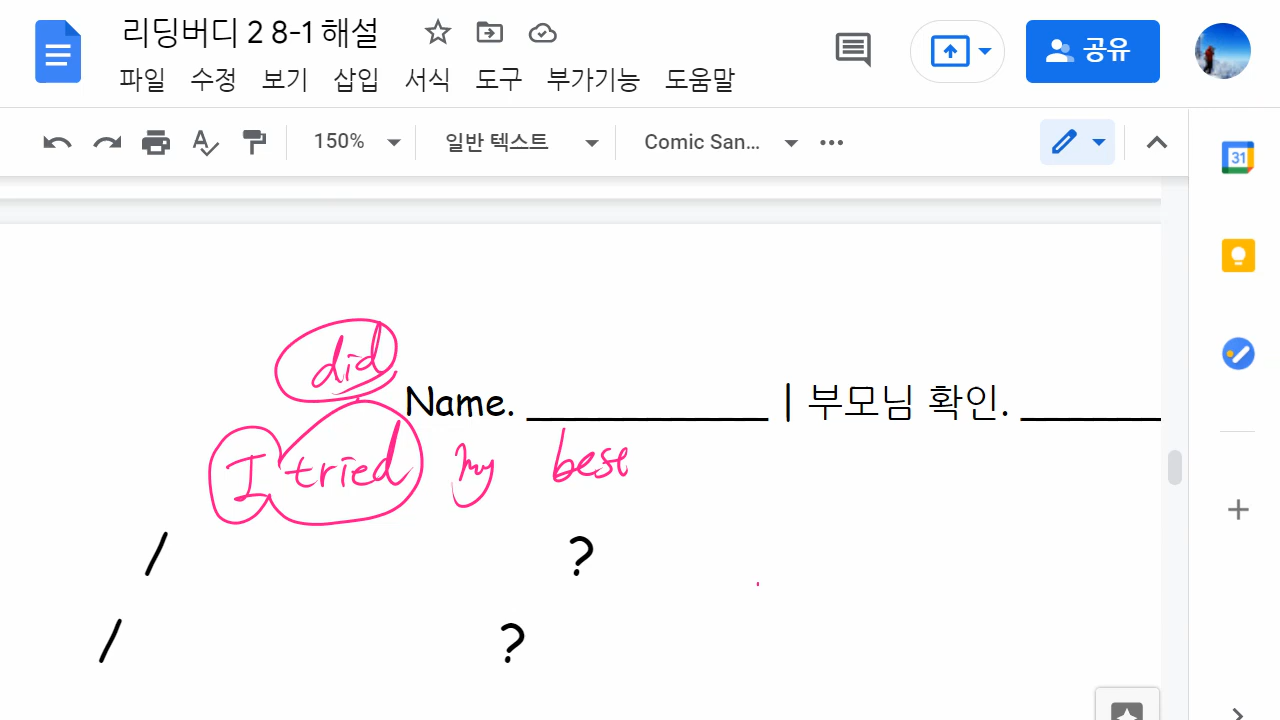 리딩버디 2 8-1 해설
파일 수정 보기 삽입 서식 도구 부가기능 도움말
공유
150% 일반 텍스트 Comic San...
31
did
Name. ____________ | 부모님 확인. _______
I tried my best
/ ?
/ ?